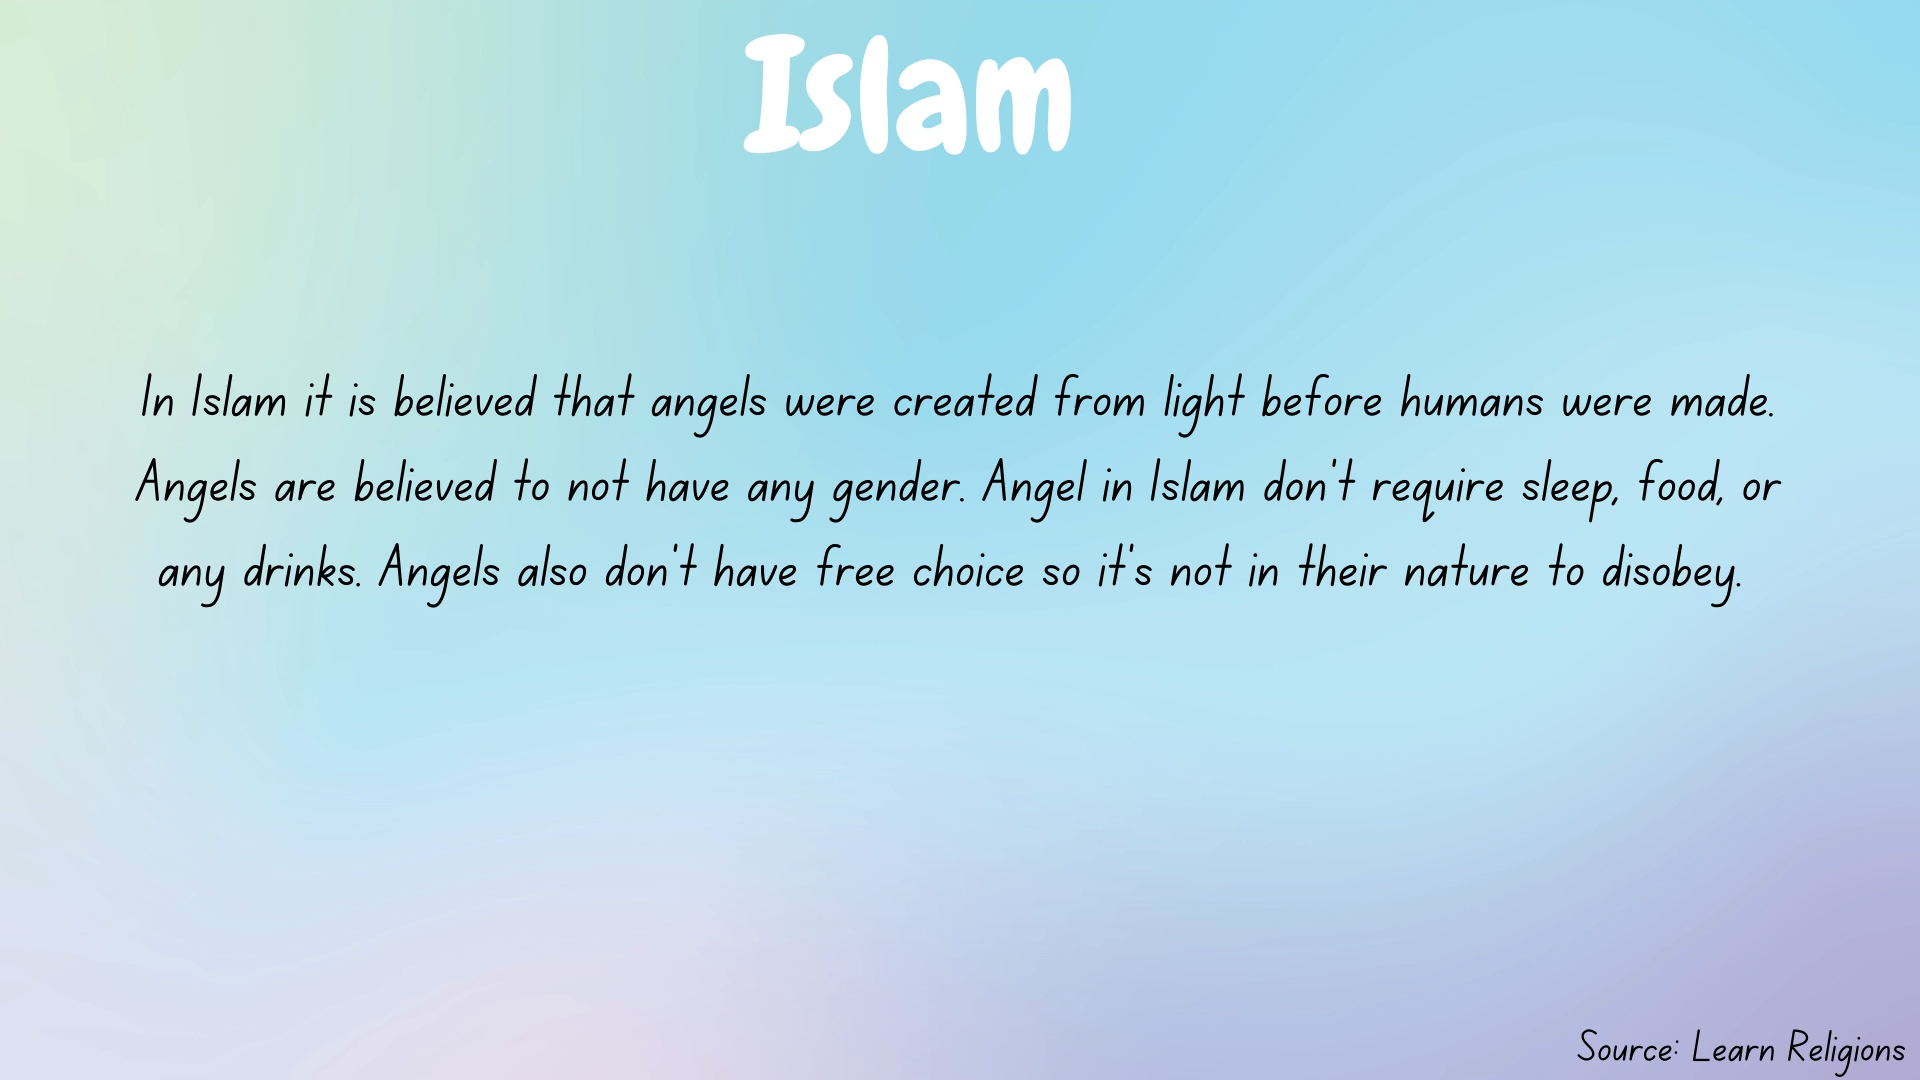 Islam
In Islam it is believed that angels were created from light before humans were made.
Angels are believed to not have any gender. Angel in Islam don't require sleep, food, or
any drinks. Angels also don't have free choice so it's not in their nature to disobey.
Source: Learn Religions